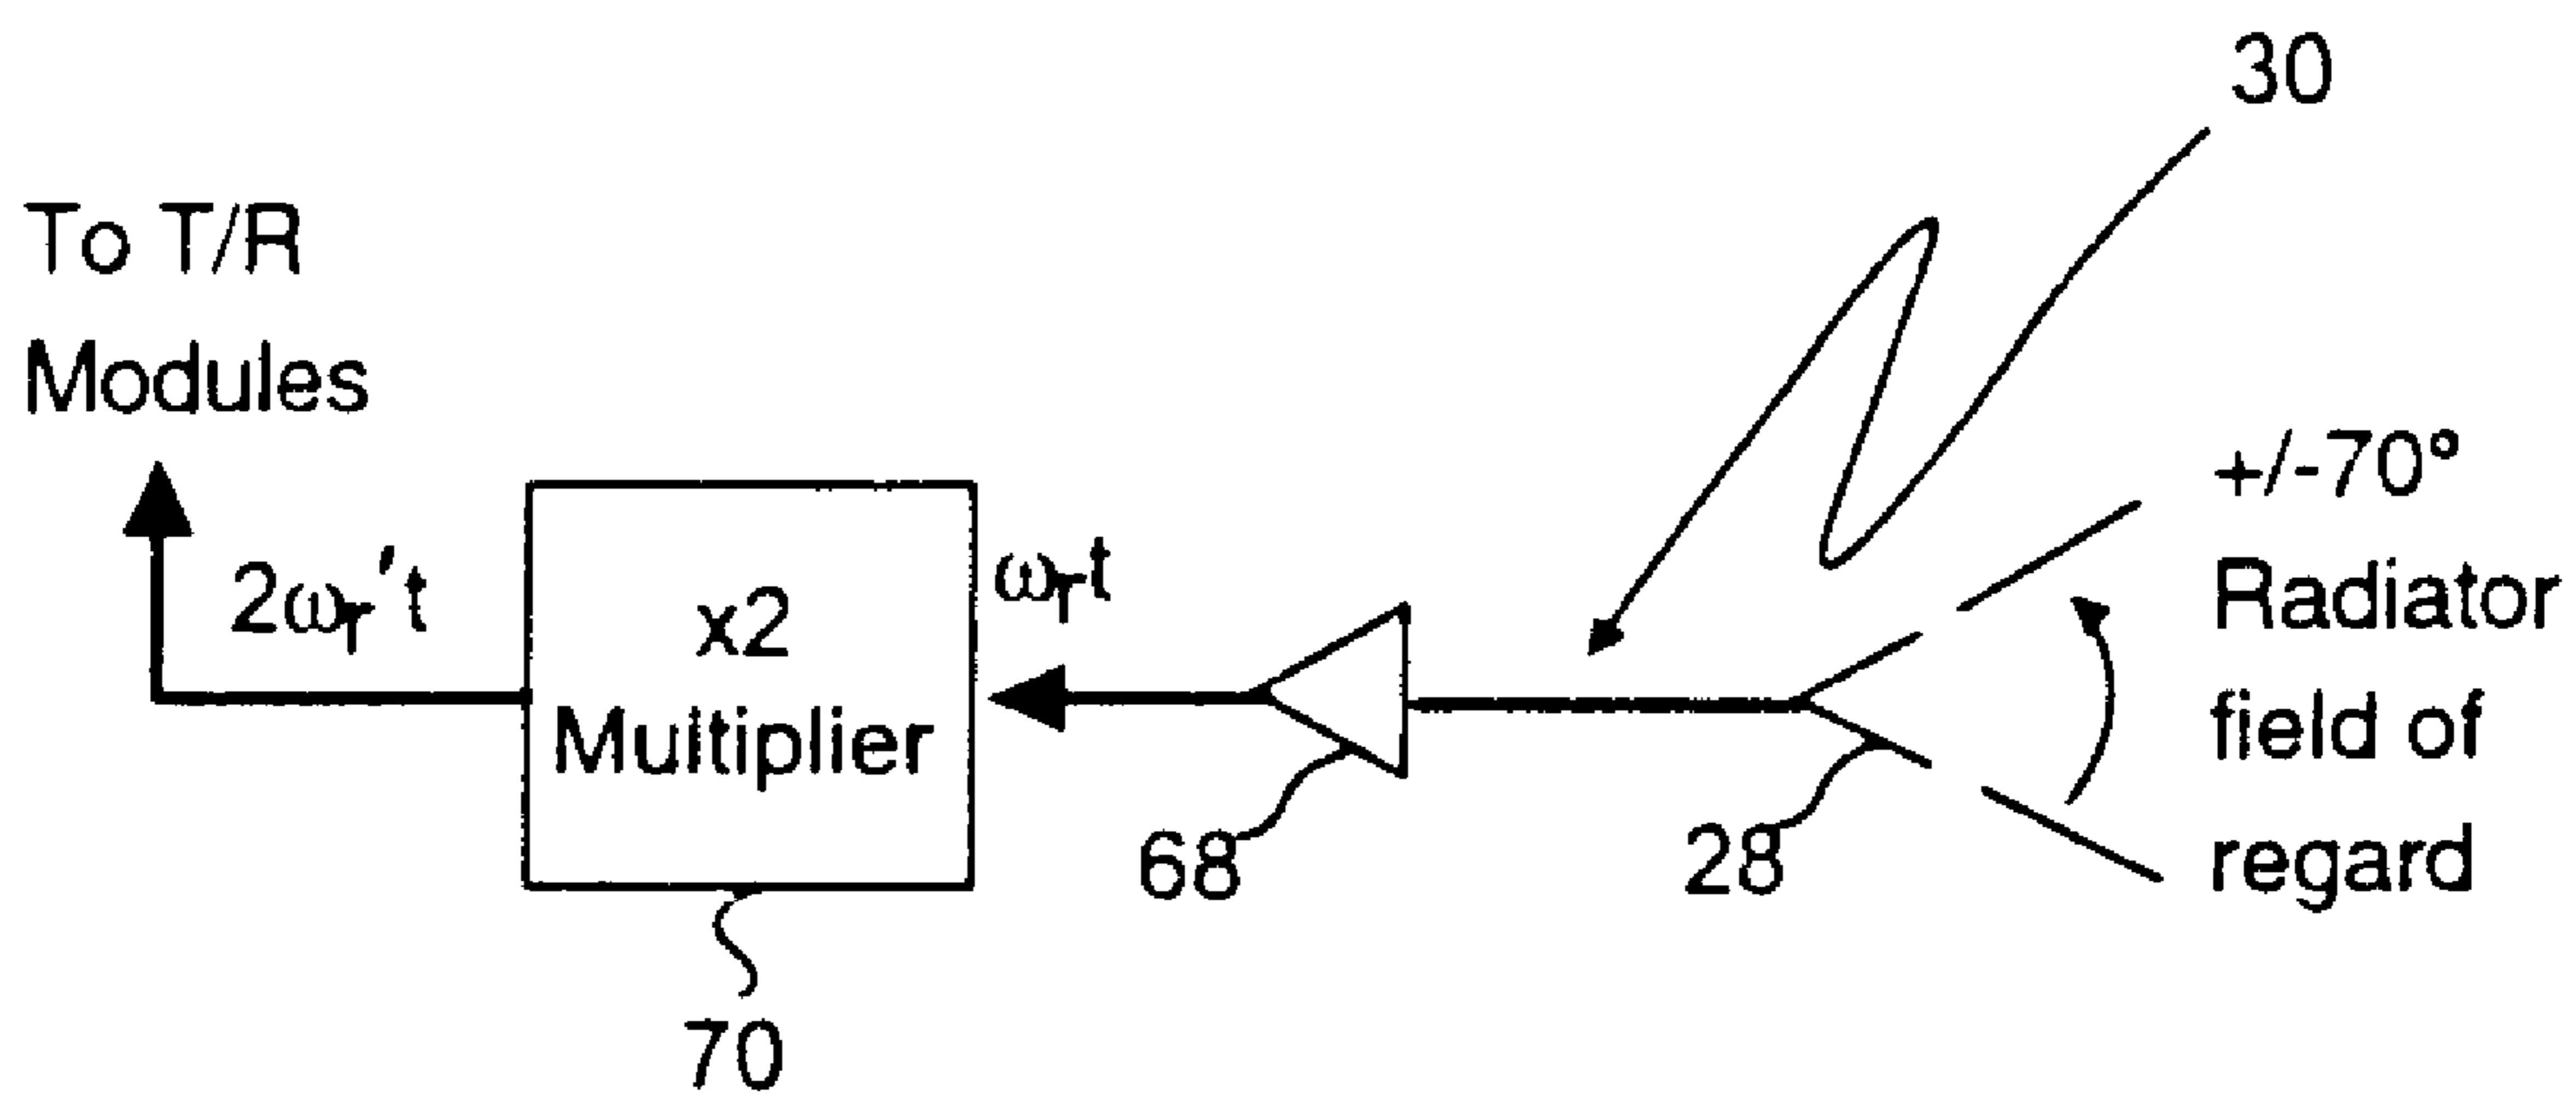 30
To T/R
Modules
+/-70°
Radiator
field of
regard
2ωr't
x2
Multiplier
ωrt
68
28
70